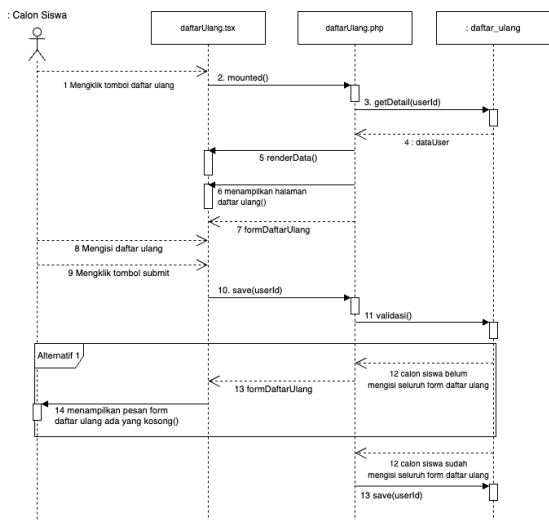 : Calon Siswa
daftarUlang.tsx
daftarUlang.php
: daftar_ulang
1 Mengklik tombol daftar ulang
2. mounted()
3. getDetail(userId)
4 : dataUser
5 renderData()
6 menampilkan halaman
daftar ulang()
7 formDaftarUlang
8 Mengisi daftar ulang
9 Mengklik tombol submit
10. save(userId)
11 validasi()
Alternatif 1
12 calon siswa belum
mengisi seluruh form daftar ulang
13 formDaftarUlang
14 menampilkan pesan form
daftar ulang ada yang kosong()
12 calon siswa sudah
mengisi seluruh form daftar ulang
13 save(userId)